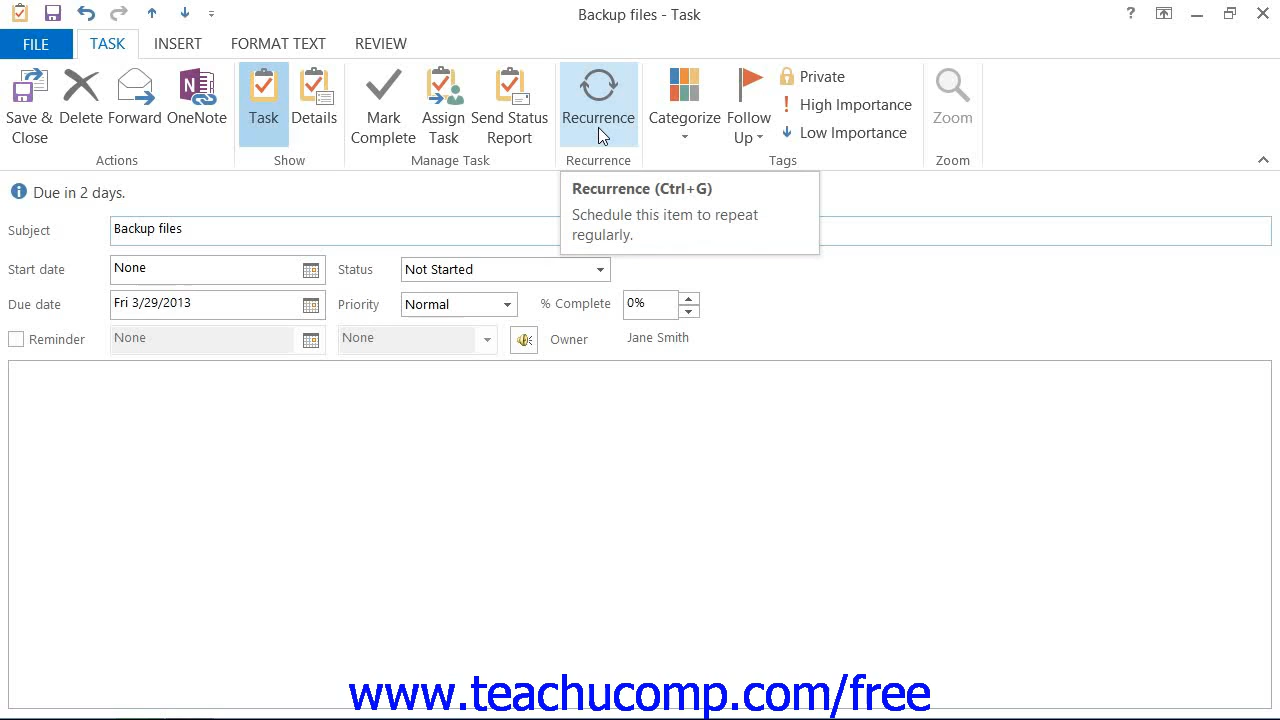 Backup files - Task
?
FILE TASK INSERT FORMAT TEXT REVIEW
Save & Close
Delete
Forward
OneNote
Actions
Task
Details
Show
Mark Complete
Assign Task
Send Status Report
Manage Task
Recurrence
Recurrence
Categorize
Follow Up
Private
High Importance
Low Importance
Tags
Zoom
Zoom
Recurrence (Ctrl+G)
Schedule this item to repeat
regularly.
Due in 2 days.
Subject Backup files
Start date None Status Not Started
Due date Fri 3/29/2013 Priority Normal % Complete 0%
Reminder None None Owner Jane Smith
www.teachucomp.com/free